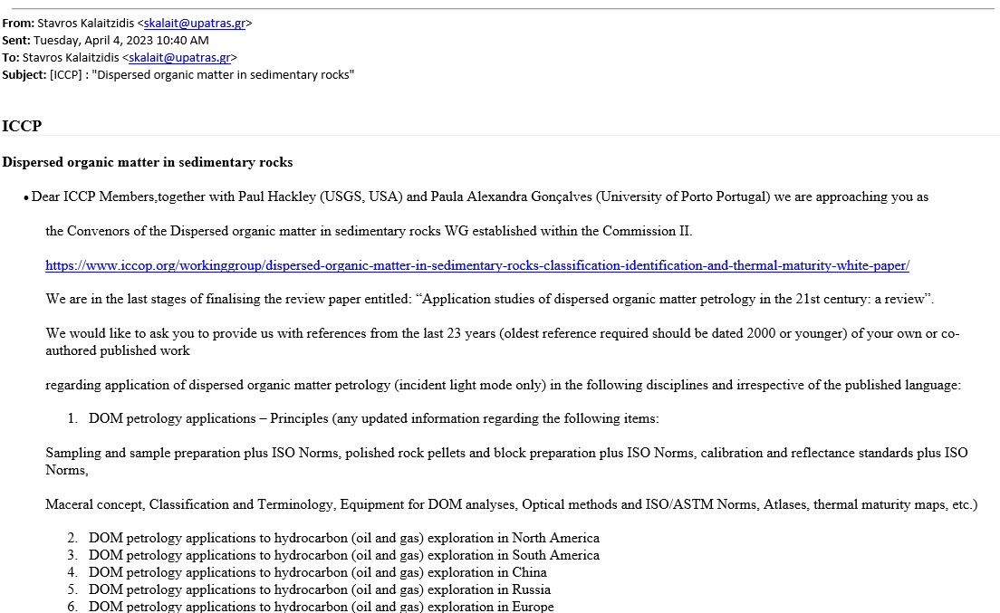 From: Stavros Kalaitzidis <skalait@upatras.gr>
Sent: Tuesday, April 4, 2023 10:40 AM
To: Stavros Kalaitzidis <skalait@upatras.gr>
Subject: [ICCP] : "Dispersed organic matter in sedimentary rocks"
ICCP
Dispersed organic matter in sedimentary rocks
• Dear ICCP Members,together with Paul Hackley (USGS, USA) and Paula Alexandra Gonçalves (University of Porto Portugal) we are approaching you as
the Convenors of the Dispersed organic matter in sedimentary rocks WG established within the Commission II.
https://www.iccop.org/workinggroup/dispersed-organic-matter-in-sedimentary-rocks-classification-identification-and-thermal-maturity-white-paper/
We are in the last stages of finalising the review paper entitled: “Application studies of dispersed organic matter petrology in the 21st century: a review”.
We would like to ask you to provide us with references from the last 23 years (oldest reference required should be dated 2000 or younger) of your own or co-
authored published work
regarding application of dispersed organic matter petrology (incident light mode only) in the following disciplines and irrespective of the published language:
1. DOM petrology applications – Principles (any updated information regarding the following items:
Sampling and sample preparation plus ISO Norms, polished rock pellets and block preparation plus ISO Norms, calibration and reflectance standards plus ISO
Norms,
Maceral concept, Classification and Terminology, Equipment for DOM analyses, Optical methods and ISO/ASTM Norms, Atlases, thermal maturity maps, etc.)
2. DOM petrology applications to hydrocarbon (oil and gas) exploration in North America
3. DOM petrology applications to hydrocarbon (oil and gas) exploration in South America
4. DOM petrology applications to hydrocarbon (oil and gas) exploration in China
5. DOM petrology applications to hydrocarbon (oil and gas) exploration in Russia
6. DOM petrology applications to hydrocarbon (oil and gas) exploration in Europe